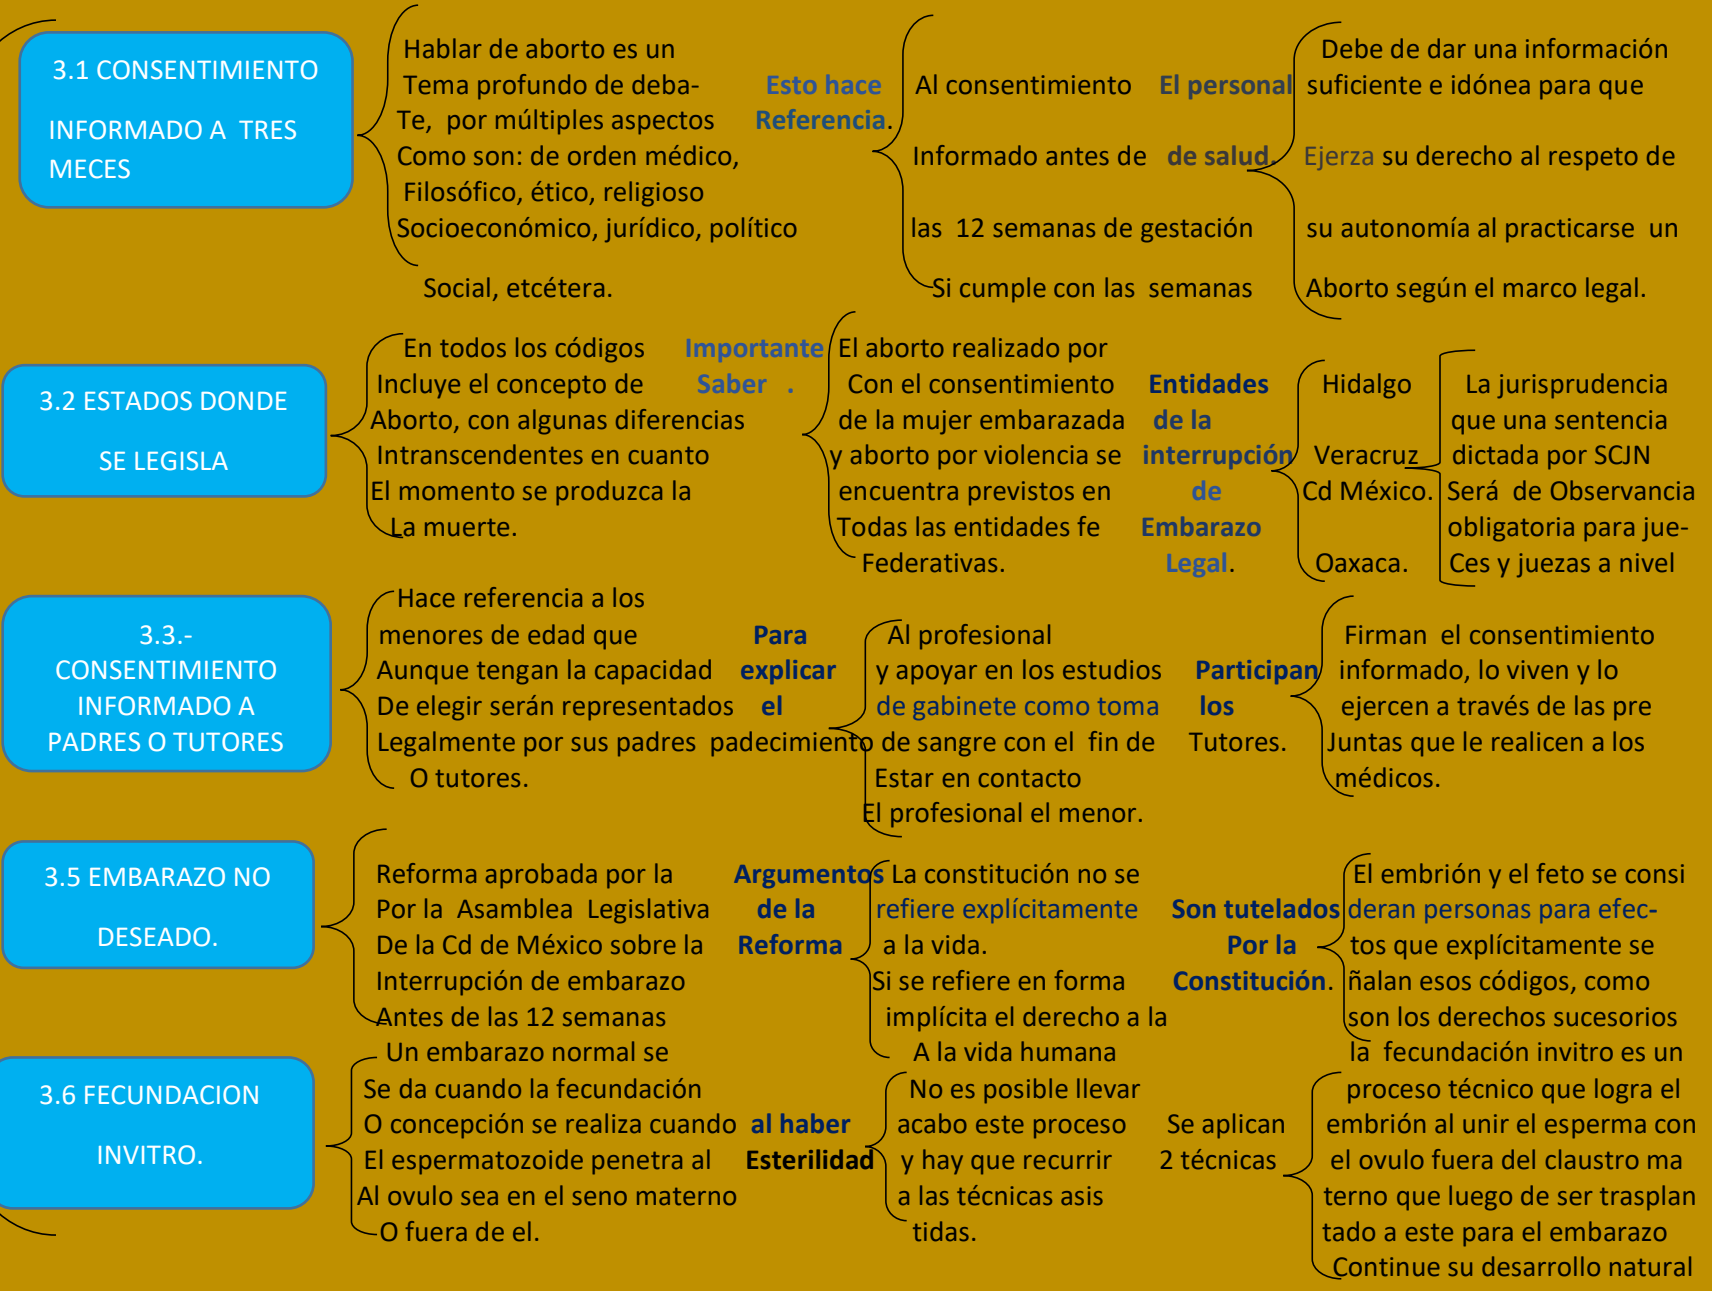 3.1 CONSENTIMIENTO
INFORMADO A TRES
MECES
Hablar de aborto es un
Tema profundo de deba-
Te, por múltiples aspectos
Como son: de orden médico,
Filosófico, ético, religioso
Socioeconómico, jurídico, político
Social, etcétera.
Esto hace
Referencia.
Al consentimiento
Informado antes de
las 12 semanas de gestación
Si cumple con las semanas
El personal
de salud.
Debe de dar una información
suficiente e idónea para que
Ejerza su derecho al respeto de
su autonomía al practicarse un
Aborto según el marco legal.
3.2 ESTADOS DONDE
SE LEGISLA
En todos los códigos
Incluye el concepto de
Aborto, con algunas diferencias
Intranscendentes en cuanto
El momento se produzca la
La muerte.
Importante
Saber .
El aborto realizado por
Con el consentimiento
de la mujer embarazada
y aborto por violencia se
encuentra previstos en
Todas las entidades fe
Federativas.
Entidades
de la
interrupción
de
Embarazo
Legal.
Hidalgo
Veracruz
Cd México.
Oaxaca.
La jurisprudencia
que una sentencia
dictada por SCJN
Será de Observancia
obligatoria para jue-
Ces y juezas a nivel
3.3.-
CONSENTIMIENTO
INFORMADO A
PADRES O TUTORES
Hace referencia a los
menores de edad que
Aunque tengan la capacidad
De elegir serán representados
Legalmente por sus padres
O tutores.
Para
explicar
el
padecimiento
Al profesional
y apoyar en los estudios
de gabinete como toma
de sangre con el fin de
Estar en contacto
El profesional el menor.
Participan
los
Tutores.
Firman el consentimiento
informado, lo viven y lo
ejercen a través de las pre
Juntas que le realicen a los
médicos.
3.5 EMBARAZO NO
DESEADO.
Reforma aprobada por la
Por la Asamblea Legislativa
De la Cd de México sobre la
Interrupción de embarazo
Antes de las 12 semanas
Argumentos
de la
Reforma
La constitución no se
refiere explícitamente
a la vida.
Si se refiere en forma
implícita el derecho a la
A la vida humana
Son tutelados
Por la
Constitución.
El embrión y el feto se consi
deran personas para efec-
tos que explícitamente se
ñalan esos códigos, como
son los derechos sucesorios
3.6 FECUNDACION
INVITRO.
Un embarazo normal se
Se da cuando la fecundación
O concepción se realiza cuando
El espermatozoide penetra al
Al ovulo sea en el seno materno
O fuera de el.
al haber
Esterilidad
No es posible llevar
acabo este proceso
y hay que recurrir
a las técnicas asis
tidas.
Se aplican
2 técnicas
la fecundación invitro es un
proceso técnico que logra el
embrión al unir el esperma con
el ovulo fuera del claustro ma
terno que luego de ser trasplan
tado a este para el embarazo
Continue su desarrollo natural